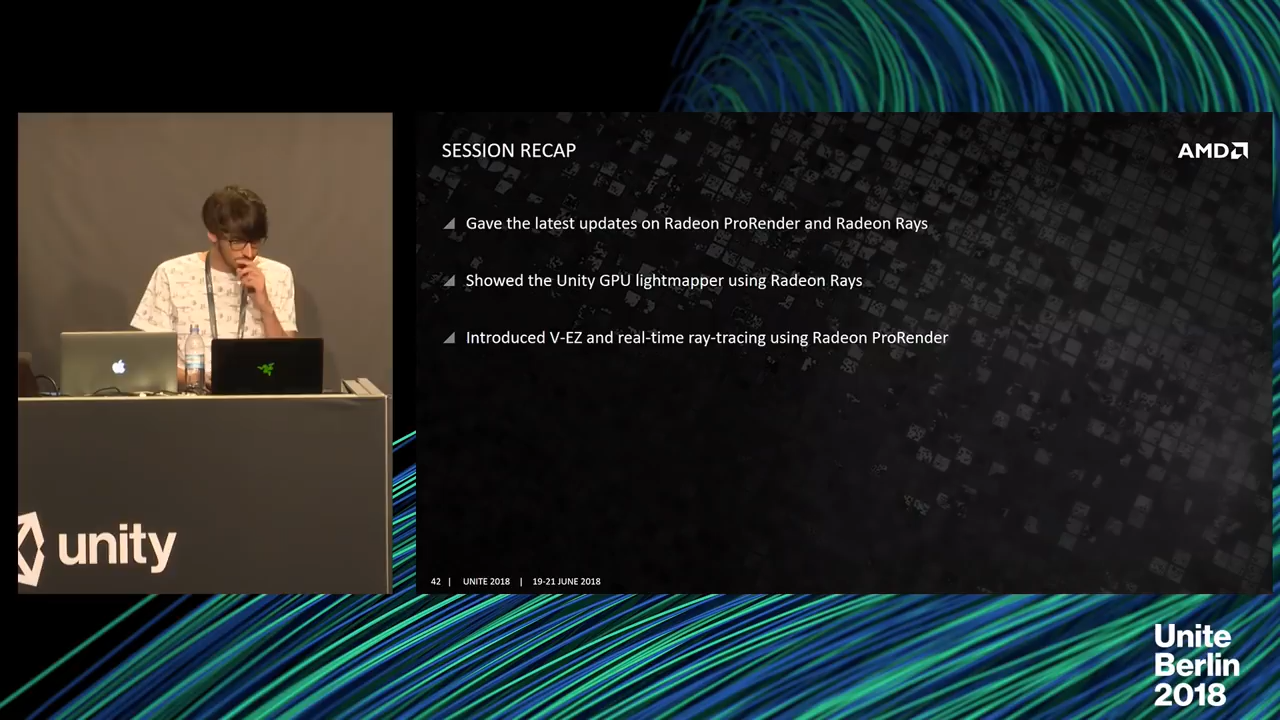 SESSION RECAP
AMD
Gave the latest updates on Radeon ProRender and Radeon Rays
Showed the Unity GPU lightmapper using Radeon Rays
Introduced V-EZ and real-time ray-tracing using Radeon ProRender
42 | UNITE 2018 | 19-21 JUNE 2018
unity
Unite
Berlin
2018